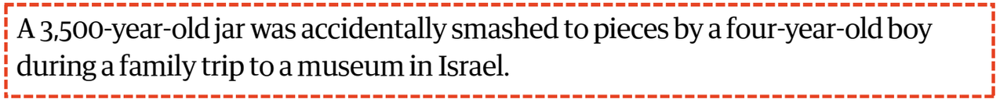 A 3,500-year-old jar was accidentally smashed to pieces by a four-year-old boy
during a family trip to a museum in Israel.